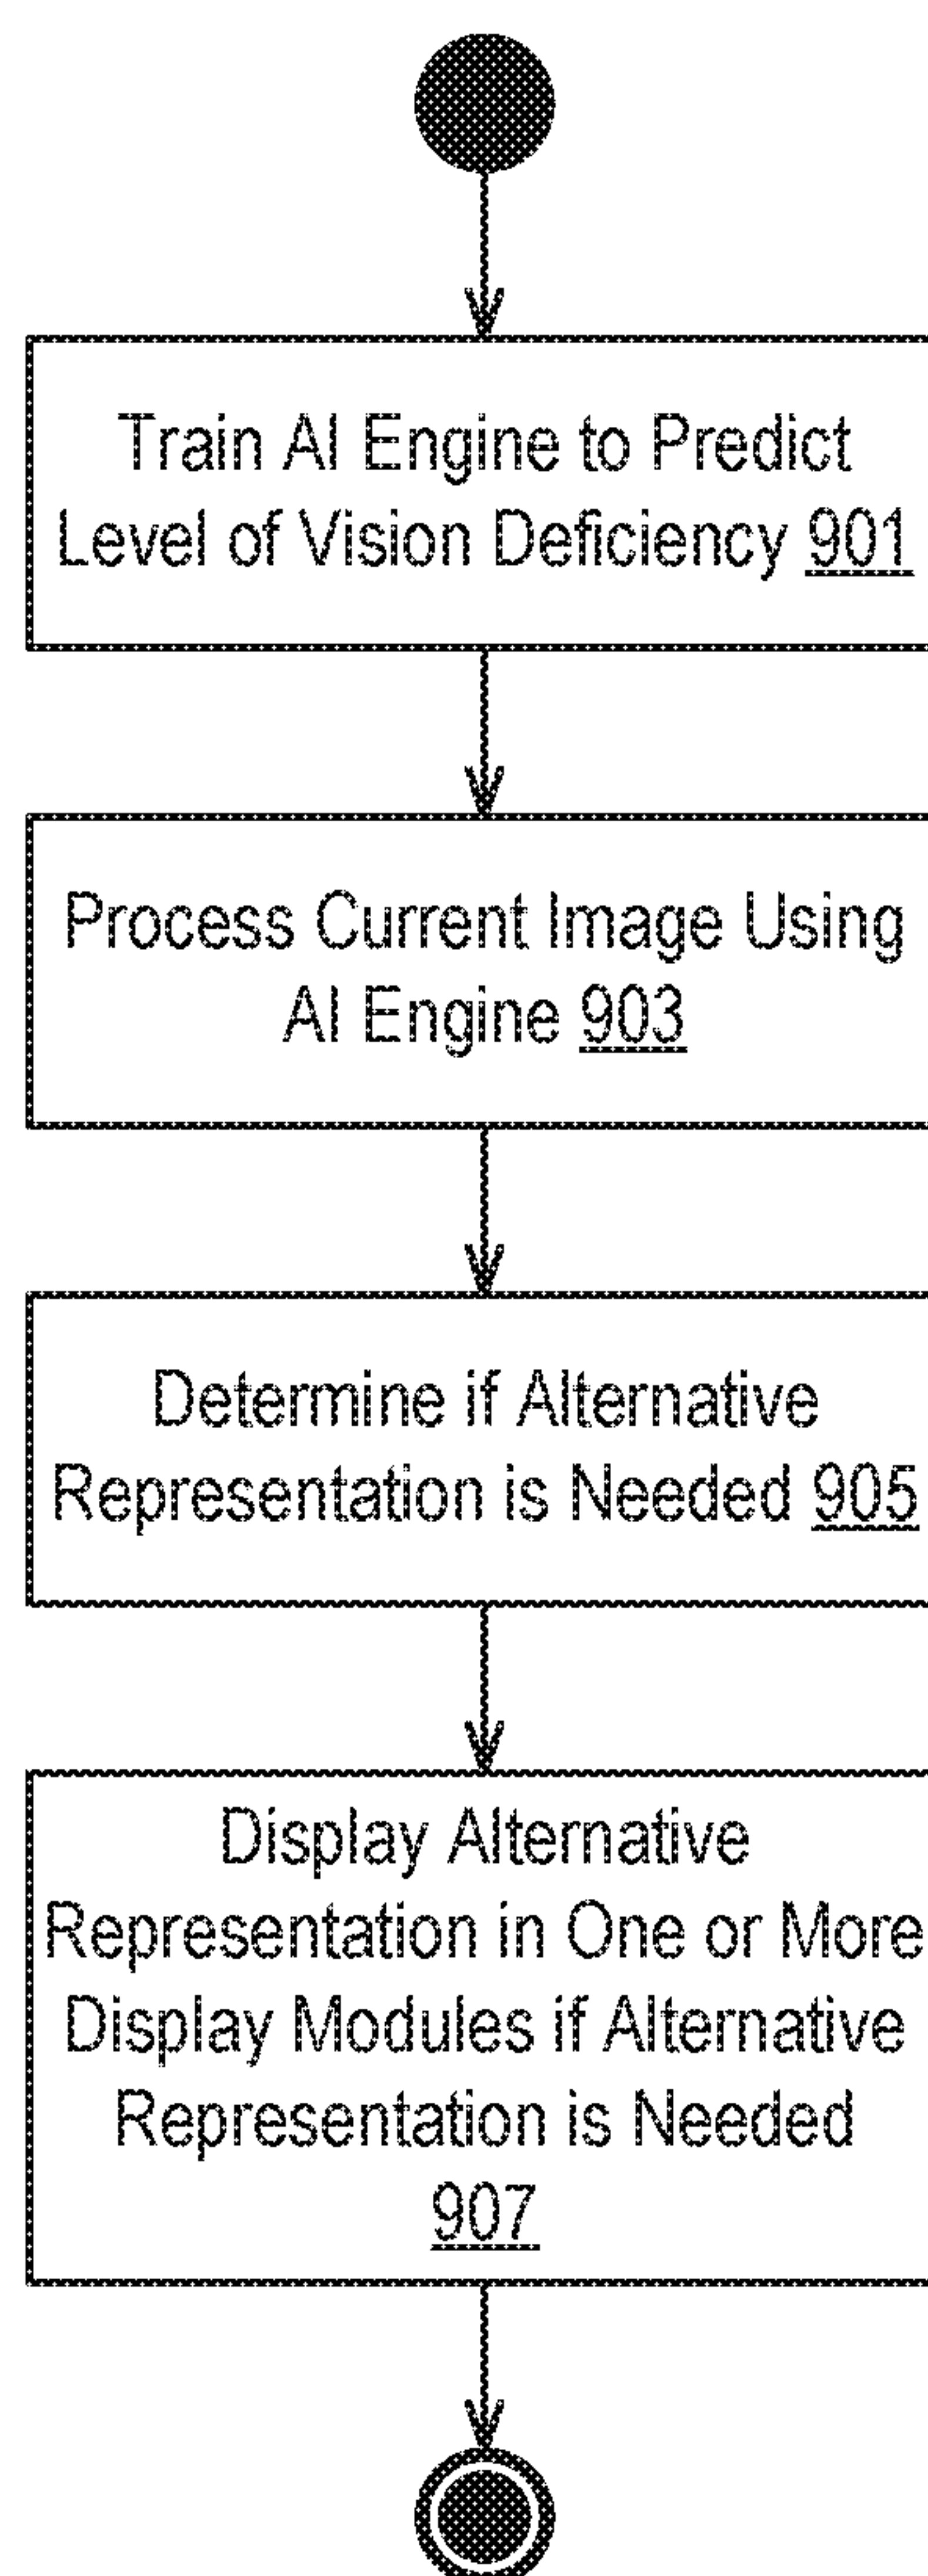 Train AI Engine to Predict
Level of Vision Deficiency 901
Process Current Image Using
AI Engine 903
Determine if Alternative
Representation is Needed 905
Display Alternative
Representation in One or More
Display Modules if Alternative
Representation is Needed
907